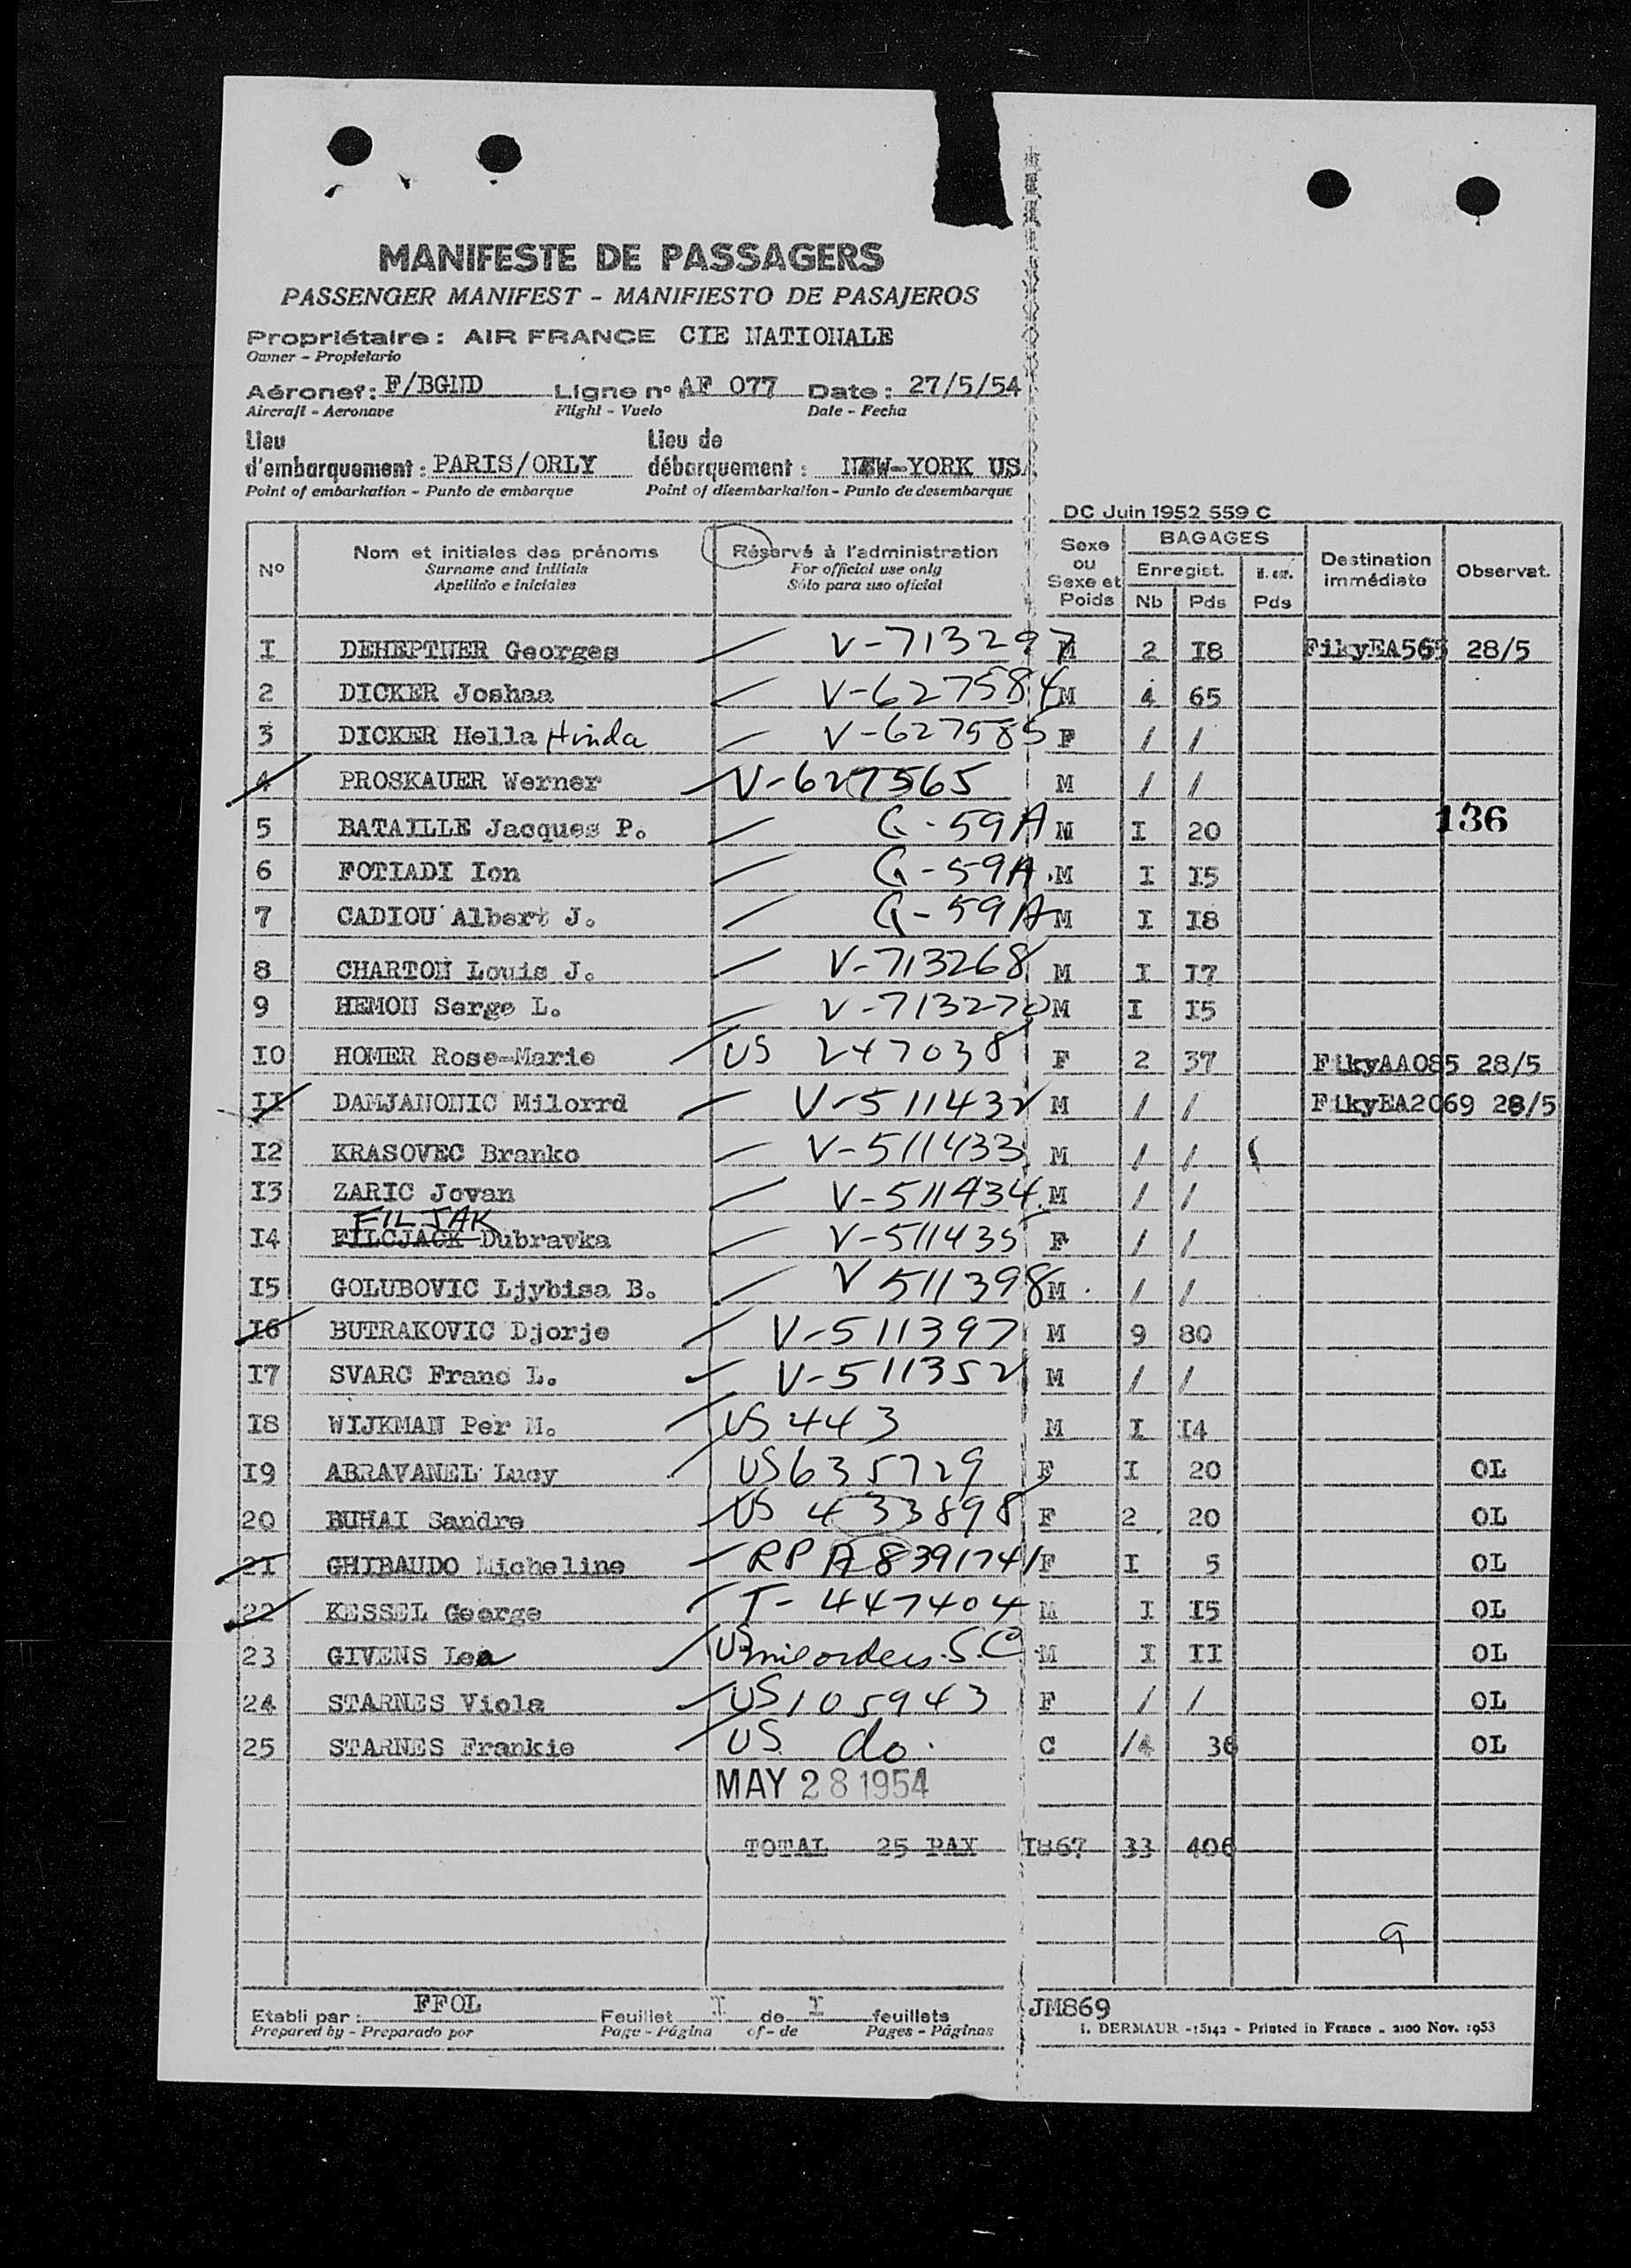 MANIFESTE DE PASSAGERS
PASSENGER MANIFEST - MANIFIESTO DE PASAJEROS
Propriétaire : AIR FRANCE CIE NATIONALE
Owner - Propietario
Aéronef : F/BGND Ligne n° AF 077 Date : 27/5/54
Aircraft - Aeronave Flight - Vuelo Date - Fecha
Lieu d'embarquement : PARIS/ORLY Lieu de débarquement : NEW-YORK US
Point of embarkation - Punto de embarque Point of disembarkation - Punto de desembarque
DC Juin 1952 559 C
N° Nom et initiales des prénoms Réservé à l'administration Sexe ou Sexe et Poids BAGAGES Enregist. Nb Pds Pds Destination immédiate Observat.
Surname and initials For official use only
Apellido e iniciales Sólo para uso oficial
I DEHEPTNER Georges V-713297 M 2 I8 FikyEA565 28/5
2 DICKER Joshaa V-627584 M 4 65
3 DICKER Hella Hinda V-627585 F / /
4 PROSKAUER Werner V-627565 M / /
136
5 BATAILLE Jacques P. G-59A M I 20
6 FOTIADI Ion G-59A M I I5
7 CADIOU Albert J. G-59A M I I8
8 CHARTON Louis J. V-713268 M I I7
9 HEMON Serge L. V-713270 M I I5
I0 HOMER Rose-Marie US 247038 F 2 37 FikyAA085 28/5
II DAMJANONIC Milorrd V-511432 M / / FikyEA2069 28/5
I2 KRASOVEC Branko V-511433 M / /
I3 ZARIC Jovan V-511434 M / /
FILJAK
I4 FILCJACK Dubravka V-511435 F / /
I5 GOLUBOVIC Ljybisa B. V 511398 M / /
I6 BUTRAKOVIC Djorje V-511397 M 9 80
I7 SVARC Franc L. V-511352 M / /
I8 WIJKMAN Per M. US 443 M I I4
I9 ABRAVANEL Lucy US635729 F I 20 OL
20 BUHAI Sandre US 433898 F 2 20 OL
21 GHIBAUDO Micheline RP A8391741 F I 5 OL
22 KESSEL George T-447404 M I I5 OL
23 GIVENS Lea US mil orders S.C. M I II OL
24 STARNES Viola US105943 F / / OL
25 STARNES Frankie US do. C /4 36 OL
MAY 28 1954
TOTAL 25 PAX I867 33 406
9
Etabli par : FFOL Feuillet I de I feuillets JM869
Prepared by - Preparado por Page - Página of - de Pages - Páginas I. DERMAUR - 15142 - Printed in France - 2100 Nov. 1953